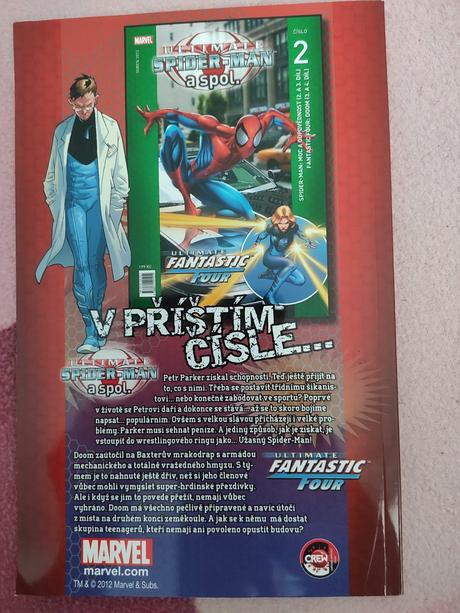 MARVEL
ULTIMATE
SPIDER-MAN
a spol.
ČÍSLO
2
SPIDER-MAN: MOC A ODPOVĚDNOST (2. A 3. DÍL)
FANTASTIC FOUR: DOOM (3. A 4. DÍL)
199 Kč
ULTIMATE
FANTASTIC
FOUR
V PŘÍŠTÍM
ČÍSLE...
ULTIMATE
SPIDER-MAN
a spol.
Petr Parker získal schopnosti. Teď ještě přijít na
to, co s nimi. Třeba se postavit třídnímu šikanis-
tovi... nebo konečně zabodovat ve sportu? Poprvé
v životě se Petrovi daří a dokonce se stává... až se to skoro bojíme
napsat... populárním. Ovšem s velkou slávou přicházejí i velké pro-
blémy. Parker musí sehnat peníze. A jediný způsob, jak je získat, je
vstoupit do wrestlingového ringu jako... Úžasný Spider-Man!
Doom zaútočil na Baxterův mrakodrap s armádou
mechanického a totálně vražedného hmyzu. S tý-
mem je to nahnuté ještě dřív, než si jeho členové
vůbec mohli vymyslet super-hrdinské přezdívky.
Ale i když se jim to povede přežít, nemají vůbec
vyhráno. Doom má všechno pečlivě připravené a navíc útočí
z místa na druhém konci zeměkoule. A jak se k němu má dostat
skupina teenagerů, kteří nemají ani povoleno opustit budovu?
ULTIMATE
FANTASTIC
FOUR
MARVEL
marvel.com
TM & © 2012 Marvel & Subs.
CREW